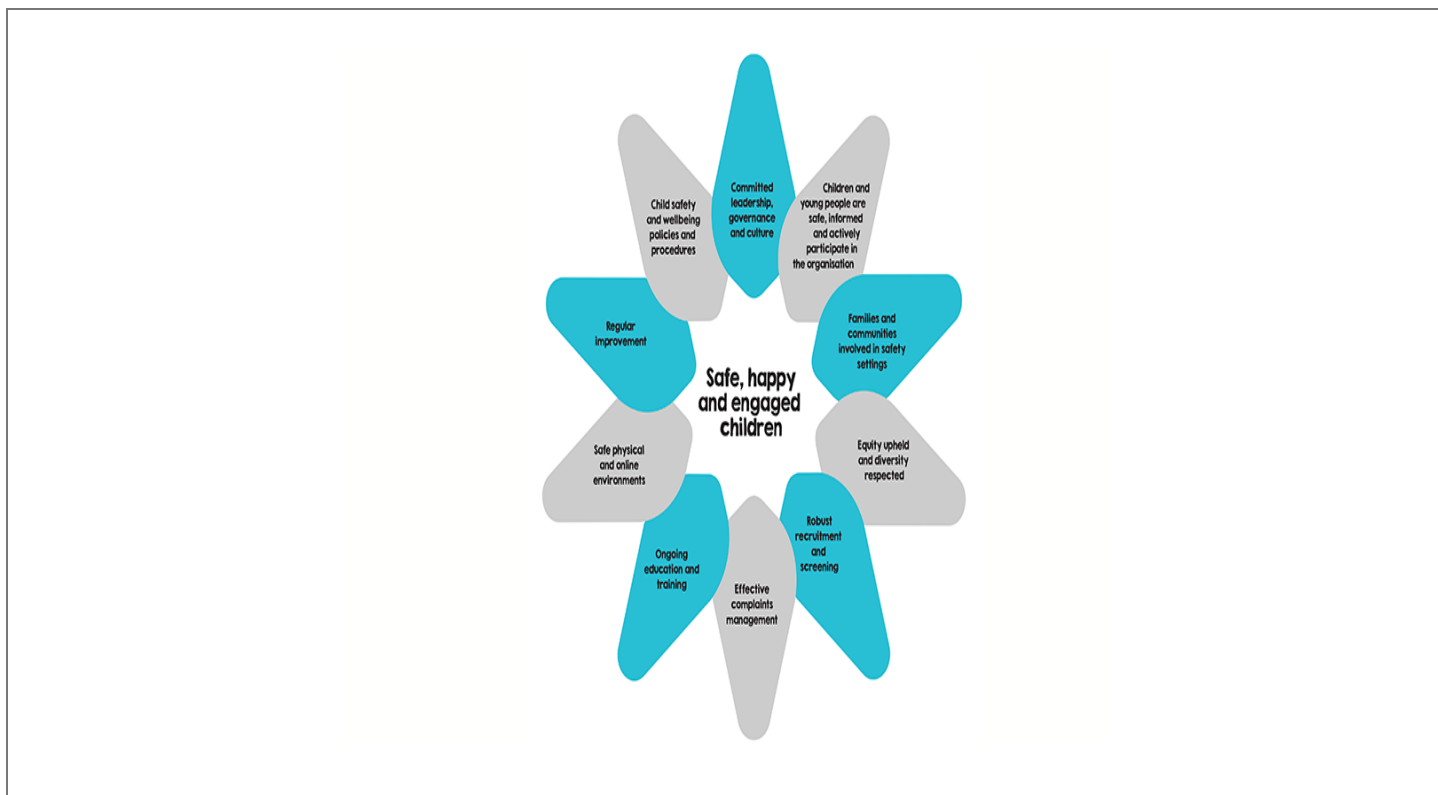 Committed
leadership,
governance
and culture
Children and
young people are
safe, informed
and actively
participate in
the organisation
Families and
communities
involved in safety
settings
Equity upheld
and diversity
respected
Robust
recruitment
and
screening
Effective
complaints
management
Ongoing
education and
training
Safe physical
and online
environments
Regular
improvement
Child safety
and wellbeing
policies and
procedures
Safe, happy
and engaged
children